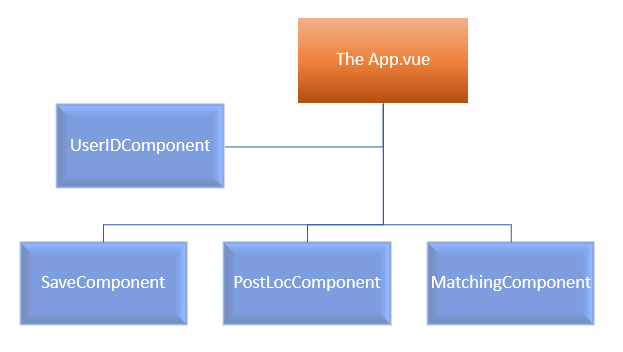 The App.vue
UserIDComponent
SaveComponent
PostLocComponent
MatchingComponent